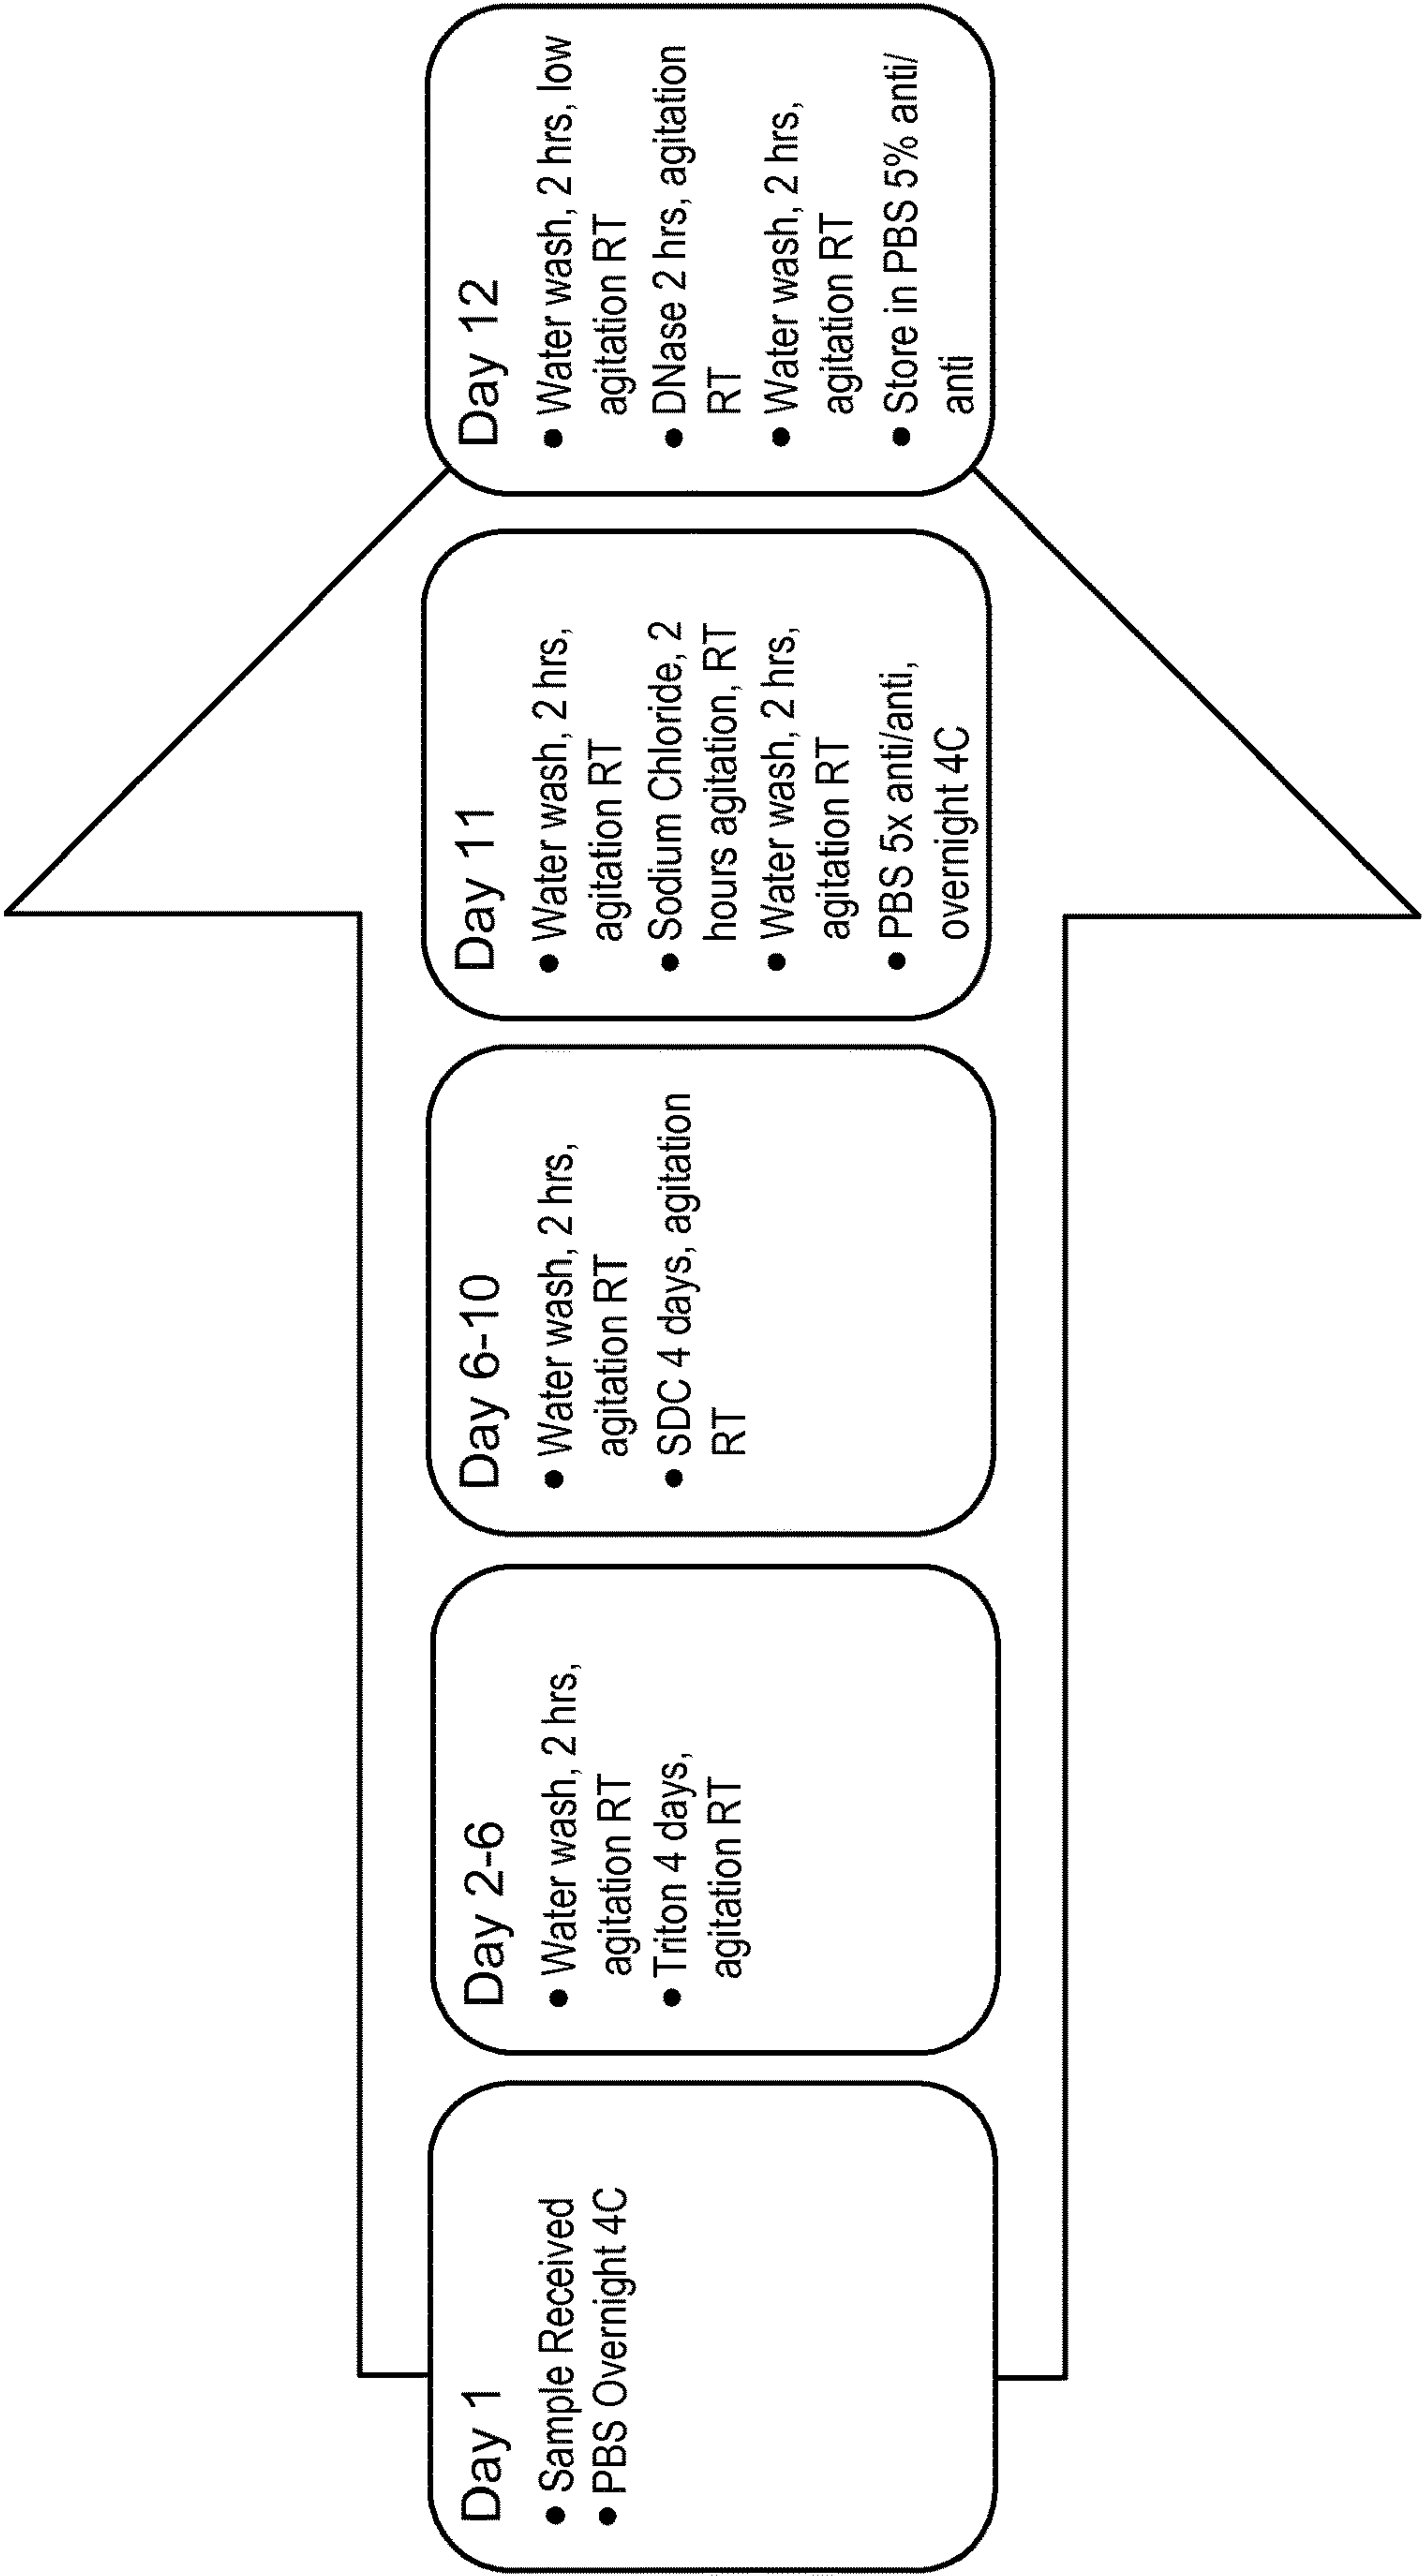 Day 1
• Sample Received
• PBS Overnight 4C
Day 2-6
• Water wash, 2 hrs,
agitation RT
• Triton 4 days,
agitation RT
Day 6-10
• Water wash, 2 hrs,
agitation RT
• SDC 4 days, agitation
RT
Day 11
• Water wash, 2 hrs,
agitation RT
• Sodium Chloride, 2
hours agitation, RT
• Water wash, 2 hrs,
agitation RT
• PBS 5x anti/anti,
overnight 4C
Day 12
• Water wash, 2 hrs, low
agitation RT
• DNase 2 hrs, agitation
RT
• Water wash, 2 hrs,
agitation RT
• Store in PBS 5% anti/
anti